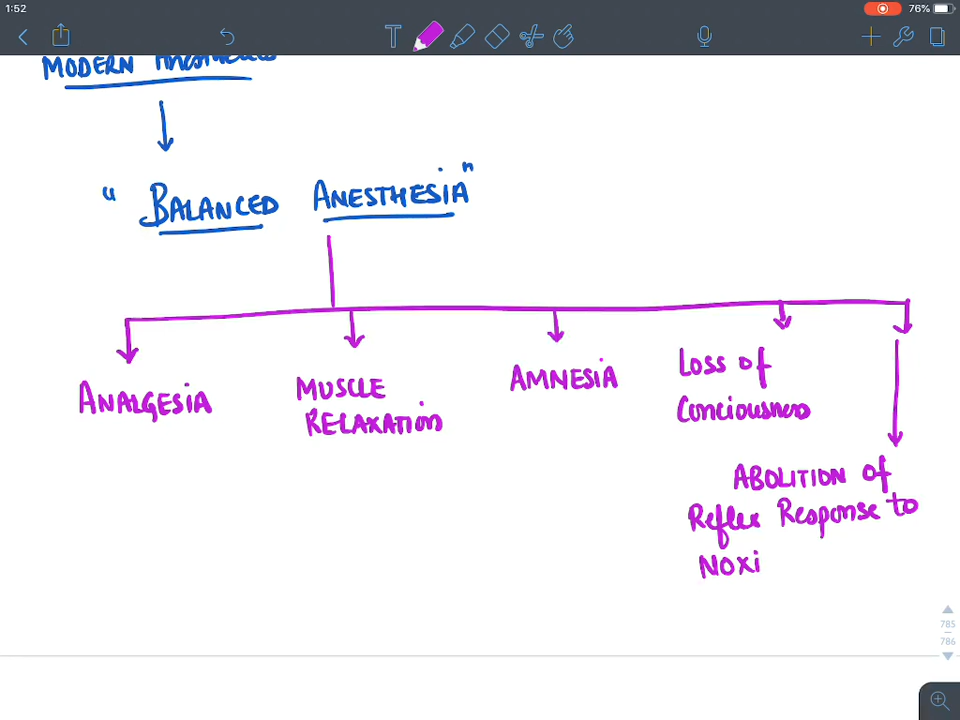 1:52
76%
T
MODERN
"BALANCED ANESTHESIA"
ANALGESIA
MUSCLE
RELAXATION
AMNESIA
Loss of
Conciousness
ABOLITION of
Reflex Response to
NOXI
785
786